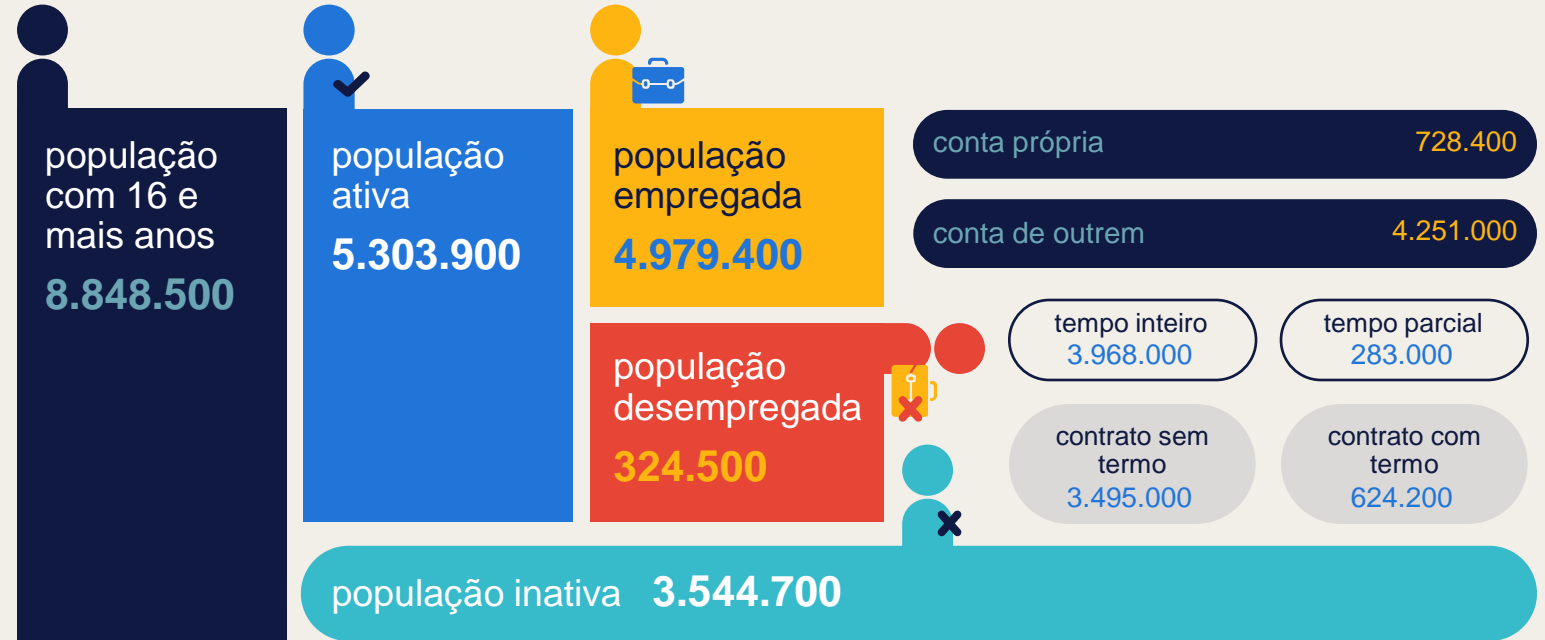 população
com 16 e
mais anos
8.848.500
população
ativa
5.303.900
população
empregada
4.979.400
conta própria
728.400
conta de outrem
4.251.000
tempo inteiro
3.968.000
tempo parcial
283.000
população
desempregada
324.500
contrato sem
termo
3.495.000
contrato com
termo
624.200
população inativa 3.544.700